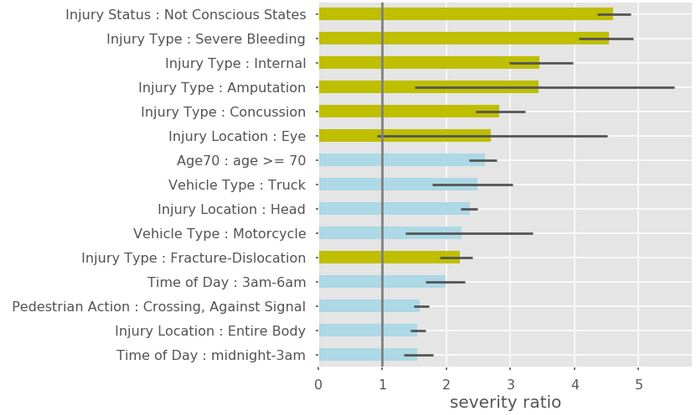 Injury Status : Not Conscious States
Injury Type : Severe Bleeding
Injury Type : Internal
Injury Type : Amputation
Injury Type : Concussion
Injury Location : Eye
Age70 : age >= 70
Vehicle Type : Truck
Injury Location : Head
Vehicle Type : Motorcycle
Injury Type : Fracture-Dislocation
Time of Day : 3am-6am
Pedestrian Action : Crossing, Against Signal
Injury Location : Entire Body
Time of Day : midnight-3am
0 1 2 3 4 5
severity ratio